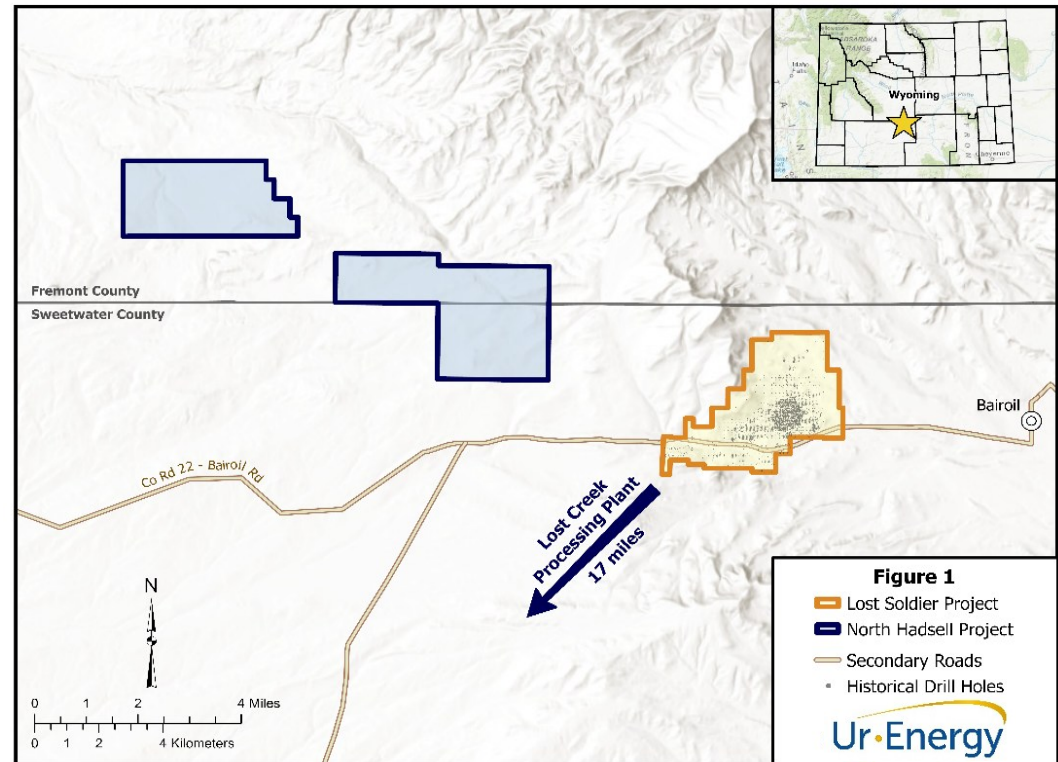 Wyoming
Fremont County
Sweetwater County
Bairoil
Co Rd 22 - Bairoil Rd
Lost Creek
Processing Plant
17 miles
N
0 1 2 4 Miles
0 1 2 4 Kilometers
Figure 1
Lost Soldier Project
North Hadsell Project
Secondary Roads
Historical Drill Holes
Ur·Energy